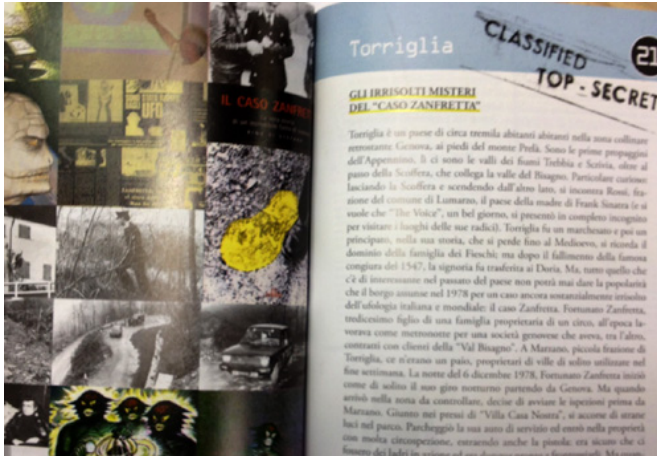 IL CASO ZANFRETTA
UFO
Torriglia
CLASSIFIED
TOP - SECRET
21
GLI IRRISOLTI MISTERI
DEL "CASO ZANFRETTA"
Torriglia è un paese di circa tremila abitanti abitanti nella zona collinare
retrostante Genova, ai piedi del monte Prelà. Sono le prime propaggini
dell'Appennino, lì ci sono le valli dei fiumi Trebbia e Scrivia, oltre al
passo della Scoffera, che collega la valle del Bisagno. Particolare curioso:
lasciando la Scoffera e scendendo dall'altro lato, si incontra Rossi, fra-
zione del comune di Lumarzo, il paese della madre di Frank Sinatra (e si
vuole che "The Voice", un bel giorno, si presentò in completo incognito
per visitare i luoghi delle sue radici). Torriglia fu un marchesato e poi un
principato, nella sua storia, che si perde fino al Medioevo, si ricorda il
dominio della famiglia dei Fieschi; ma dopo il fallimento della famosa
congiura del 1547, la signoria fu trasferita ai Doria. Ma, tutto quello che
c'è di interessante nel passato del paese non potrà mai dare la popolarità
che il borgo assunse nel 1978 per un caso ancora sostanzialmente irrisolto
dell'ufologia italiana e mondiale: il caso Zanfretta. Fortunato Zanfretta,
tredicesimo figlio di una famiglia proprietaria di un circo, all'epoca la-
vorava come metronotte per una società genovese che aveva, tra l'altro,
contratti con clienti della "Val Bisagno". A Marzano, piccola frazione di
Torriglia, ce n'erano un paio, proprietari di ville di solito utilizzate nel
fine settimana. La notte del 6 dicembre 1978, Fortunato Zanfretta iniziò
come di solito il suo giro notturno partendo da Genova. Ma quando
arrivò nella zona da controllare, decise di avviare le ispezioni prima da
Marzano. Giunto nei pressi di "Villa Casa Nostra", si accorse di strane
luci nel parco. Parcheggiò la sua auto di servizio ed entrò nella proprietà
con molta circospezione, estraendo anche la pistola: era sicuro che ci
fossero dei ladri in azione ed era